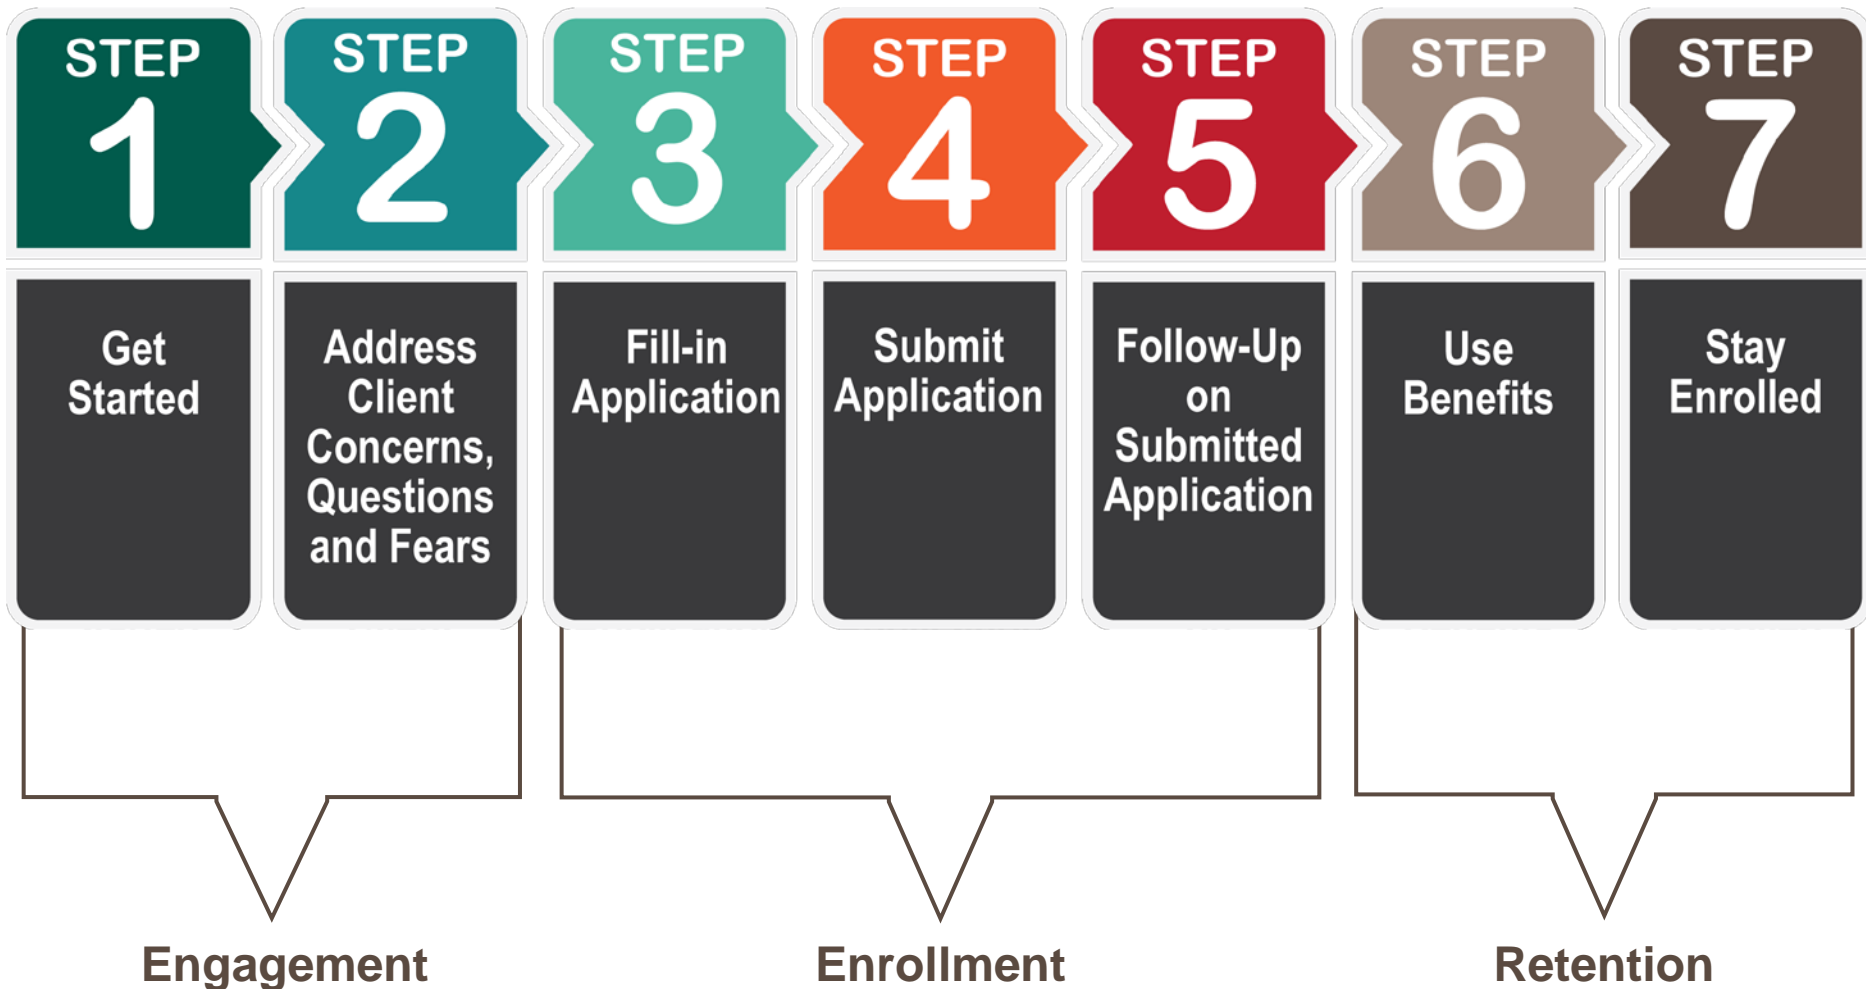 STEP
1
STEP
2
STEP
3
STEP
4
STEP
5
STEP
6
STEP
7
Get
Started
Address
Client
Concerns,
Questions
and Fears
Fill-in
Application
Submit
Application
Follow-Up
on
Submitted
Application
Use
Benefits
Stay
Enrolled
Engagement
Enrollment
Retention